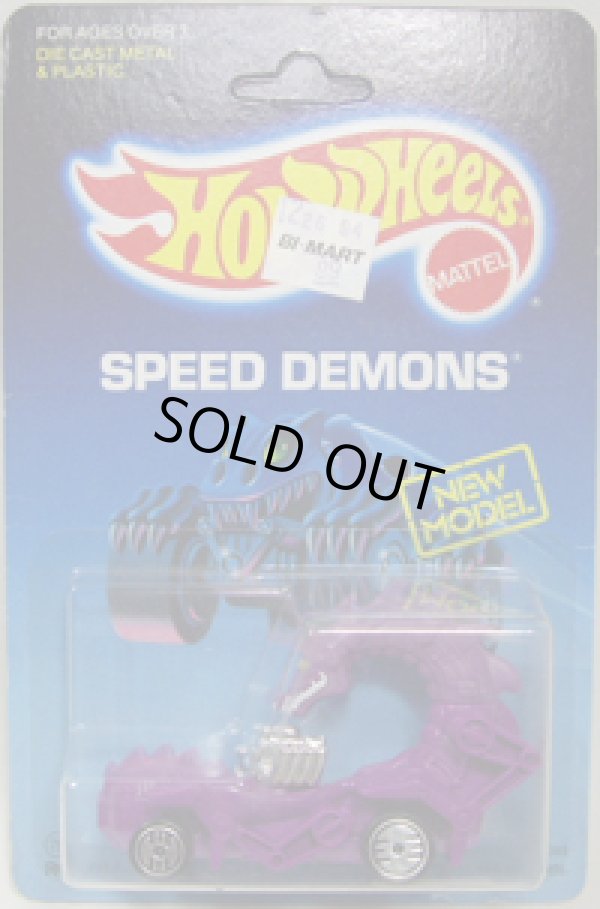 FOR AGES OVER 3.
DIE CAST METAL
& PLASTIC.
HOT WHEELS
BI-MART
MATTEL
SPEED DEMONS
SOLD OUT
NEW
MODEL